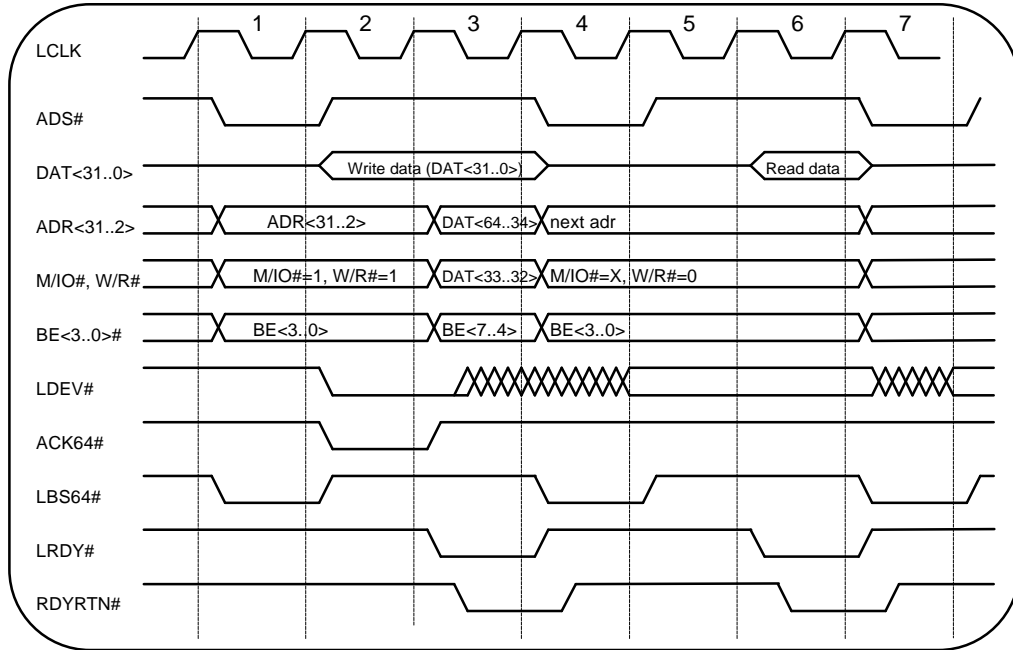 1 2 3 4 5 6 7
LCLK
ADS#
DAT<31..0> Write data (DAT<31..0>) Read data
ADR<31..2> ADR<31..2> DAT<64..34> next adr
M/IO#, W/R# M/IO#=1, W/R#=1 DAT<33..32> M/IO#=X, W/R#=0
BE<3..0># BE<3..0> BE<7..4> BE<3..0>
LDEV#
ACK64#
LBS64#
LRDY#
RDYRTN#